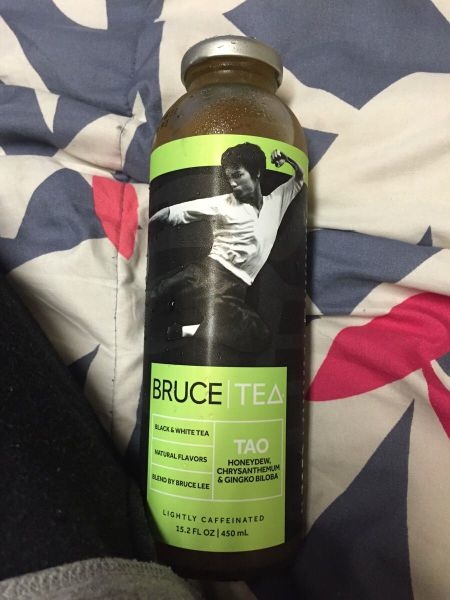 BRUCE | TEA
BLACK & WHITE TEA
NATURAL FLAVORS
BLEND BY BRUCE LEE
TAO
HONEYDEW,
CHRYSANTHEMUM
& GINGKO BILOBA
LIGHTLY CAFFEINATED
15.2 FL OZ | 450 mL